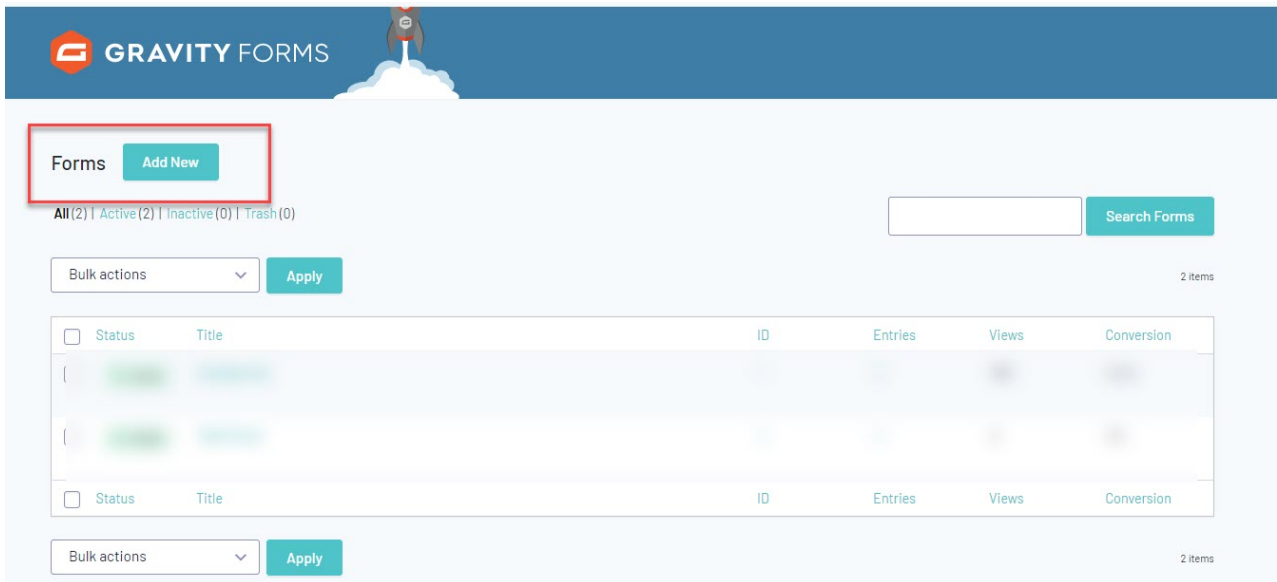 GRAVITY FORMS
Forms Add New
All (2) | Active (2) | Inactive (0) | Trash (0)
Search Forms
Bulk actions Apply 2 items
Status Title ID Entries Views Conversion
Status Title ID Entries Views Conversion
Bulk actions Apply 2 items